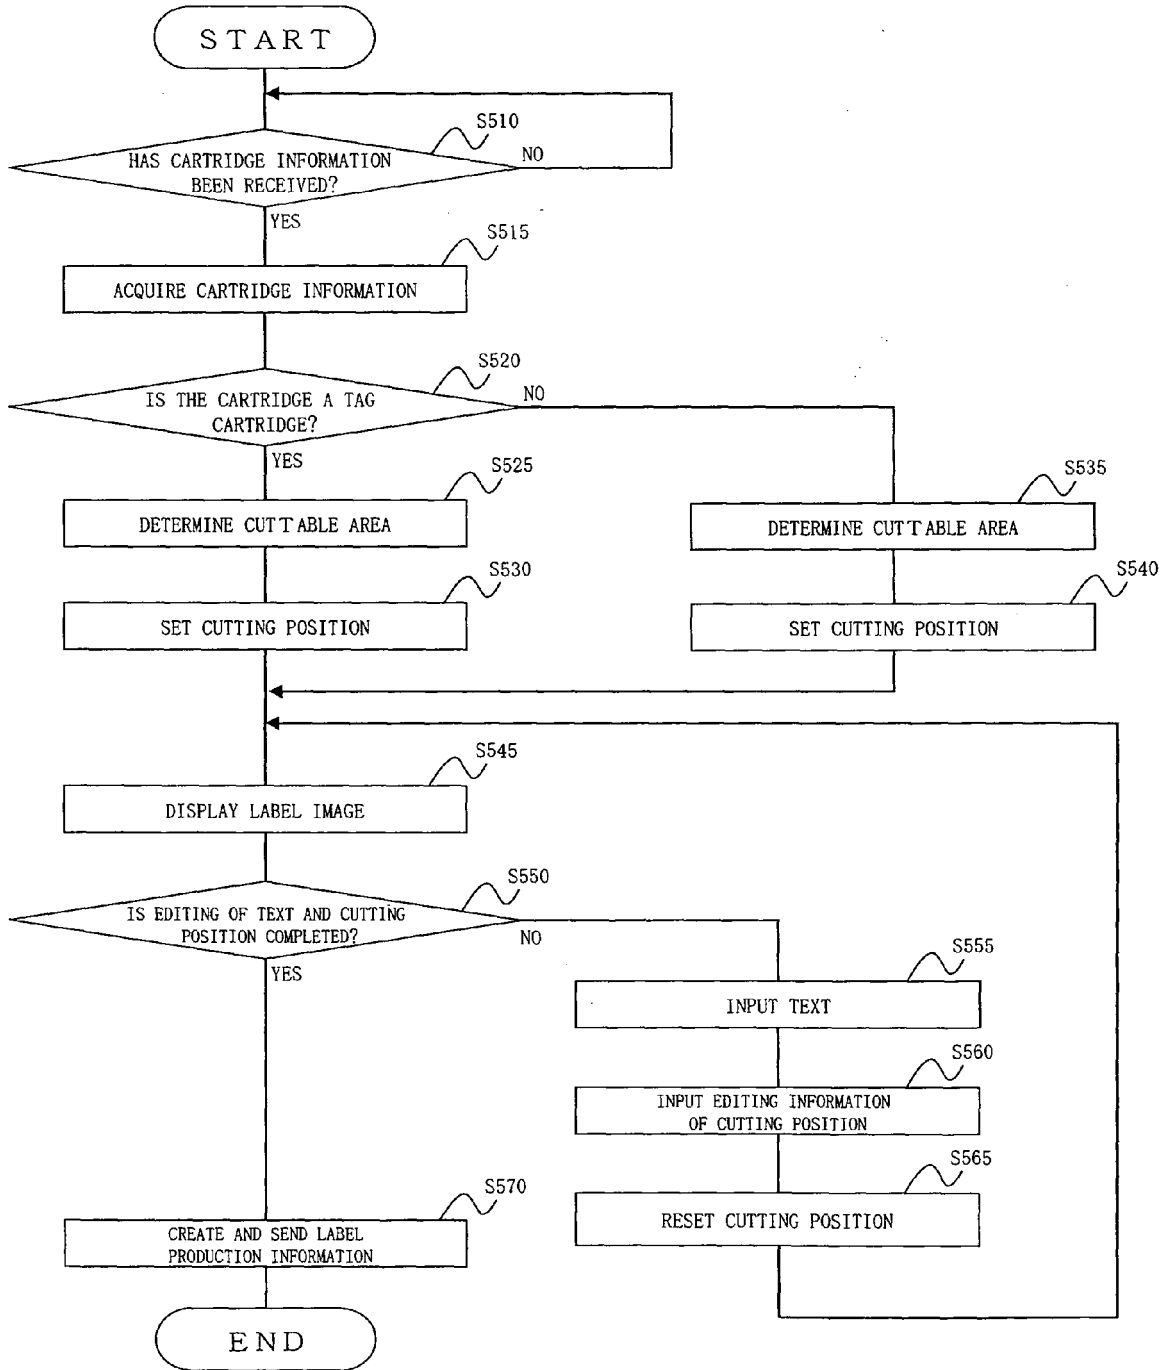 START
S510
HAS CARTRIDGE INFORMATION
BEEN RECEIVED?
NO
YES
S515
ACQUIRE CARTRIDGE INFORMATION
S520
IS THE CARTRIDGE A TAG
CARTRIDGE?
NO
YES
S525
DETERMINE CUTTABLE AREA
S535
DETERMINE CUTTABLE AREA
S530
SET CUTTING POSITION
S540
SET CUTTING POSITION
S545
DISPLAY LABEL IMAGE
S550
IS EDITING OF TEXT AND CUTTING
POSITION COMPLETED?
NO
YES
S555
INPUT TEXT
S560
INPUT EDITING INFORMATION
OF CUTTING POSITION
S565
RESET CUTTING POSITION
S570
CREATE AND SEND LABEL
PRODUCTION INFORMATION
END